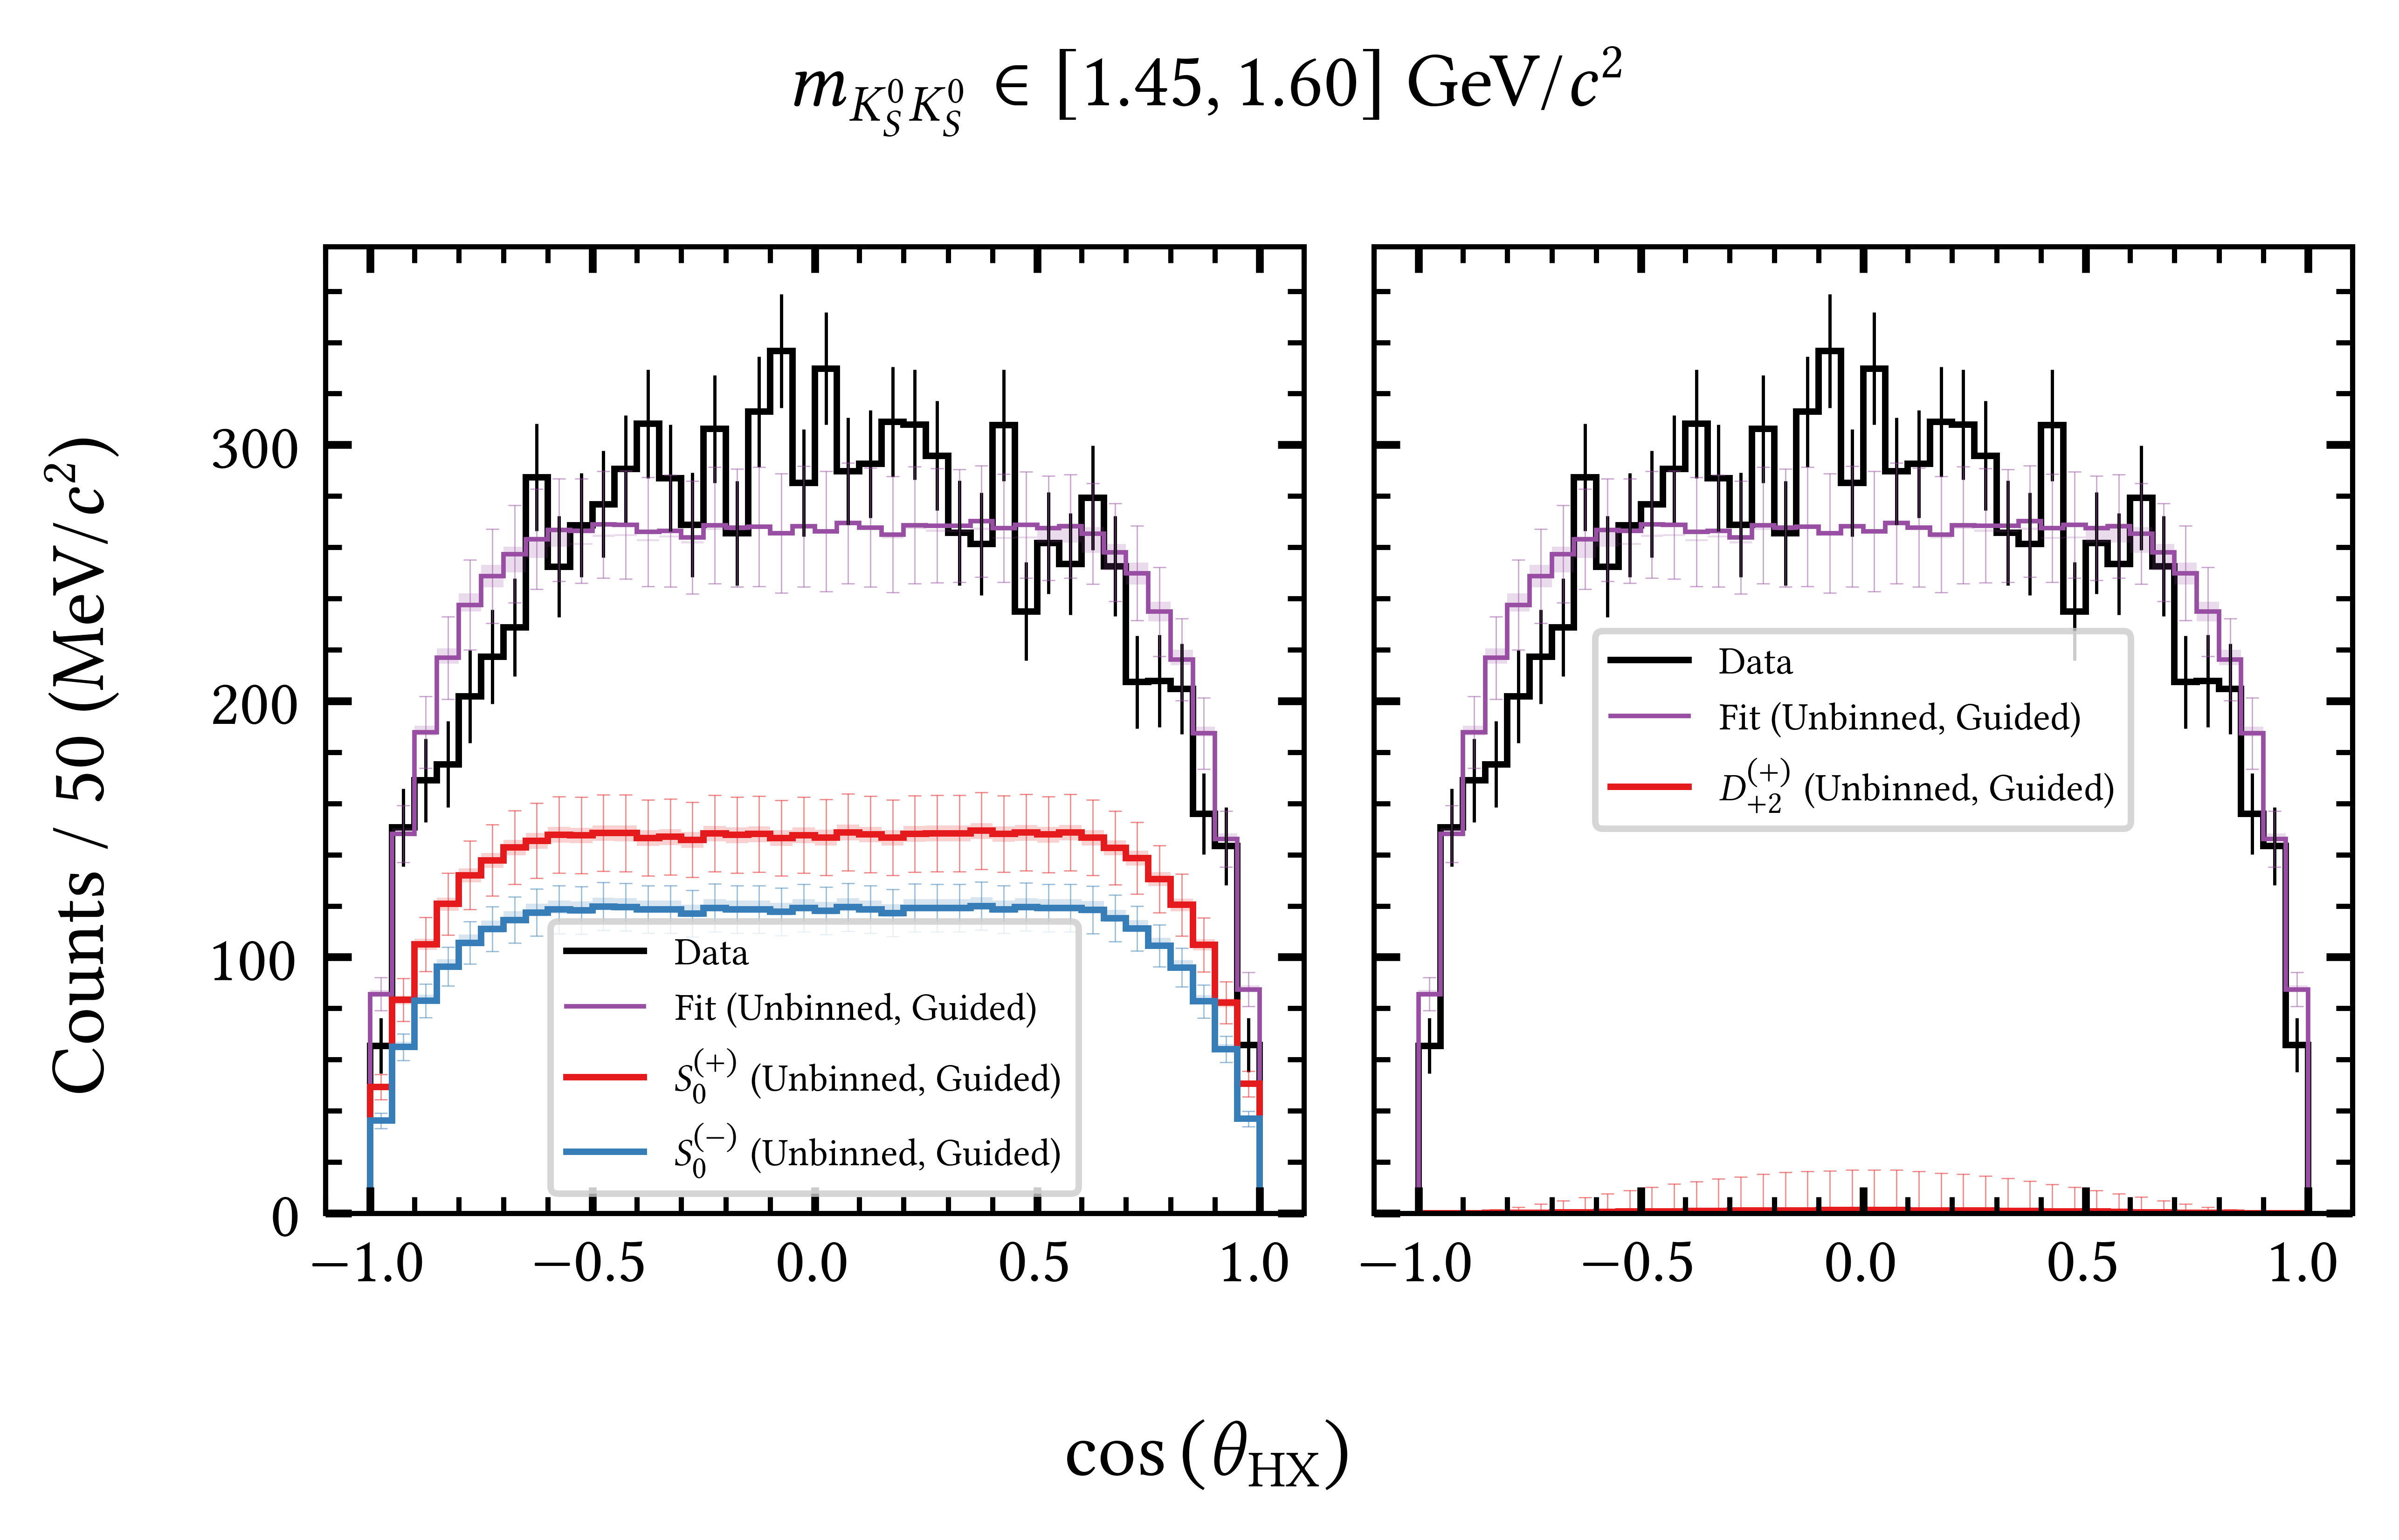 m_{K_S^0 K_S^0} ∈ [1.45, 1.60] GeV/c²
Counts / 50 (MeV/c²)
300
200
100
0
Data
Fit (Unbinned, Guided)
S_0^{(+)} (Unbinned, Guided)
S_0^{(−)} (Unbinned, Guided)
−1.0 −0.5 0.0 0.5 1.0
Data
Fit (Unbinned, Guided)
D_{+2}^{(+)} (Unbinned, Guided)
−1.0 −0.5 0.0 0.5 1.0
cos (θ_{HX})